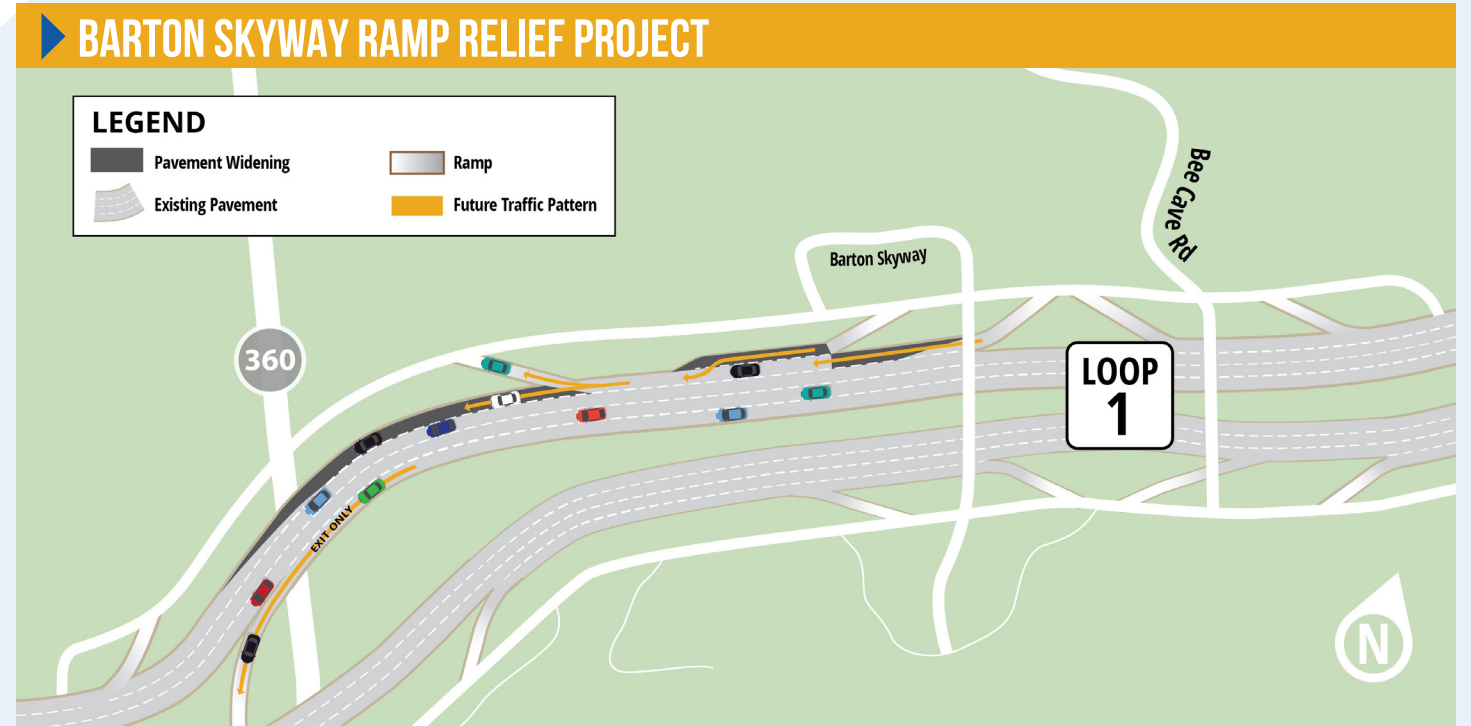 BARTON SKYWAY RAMP RELIEF PROJECT
LEGEND
Pavement Widening
Ramp
Existing Pavement
Future Traffic Pattern
Bee Cave Rd
Barton Skyway
360
LOOP
1
EXIT ONLY
N